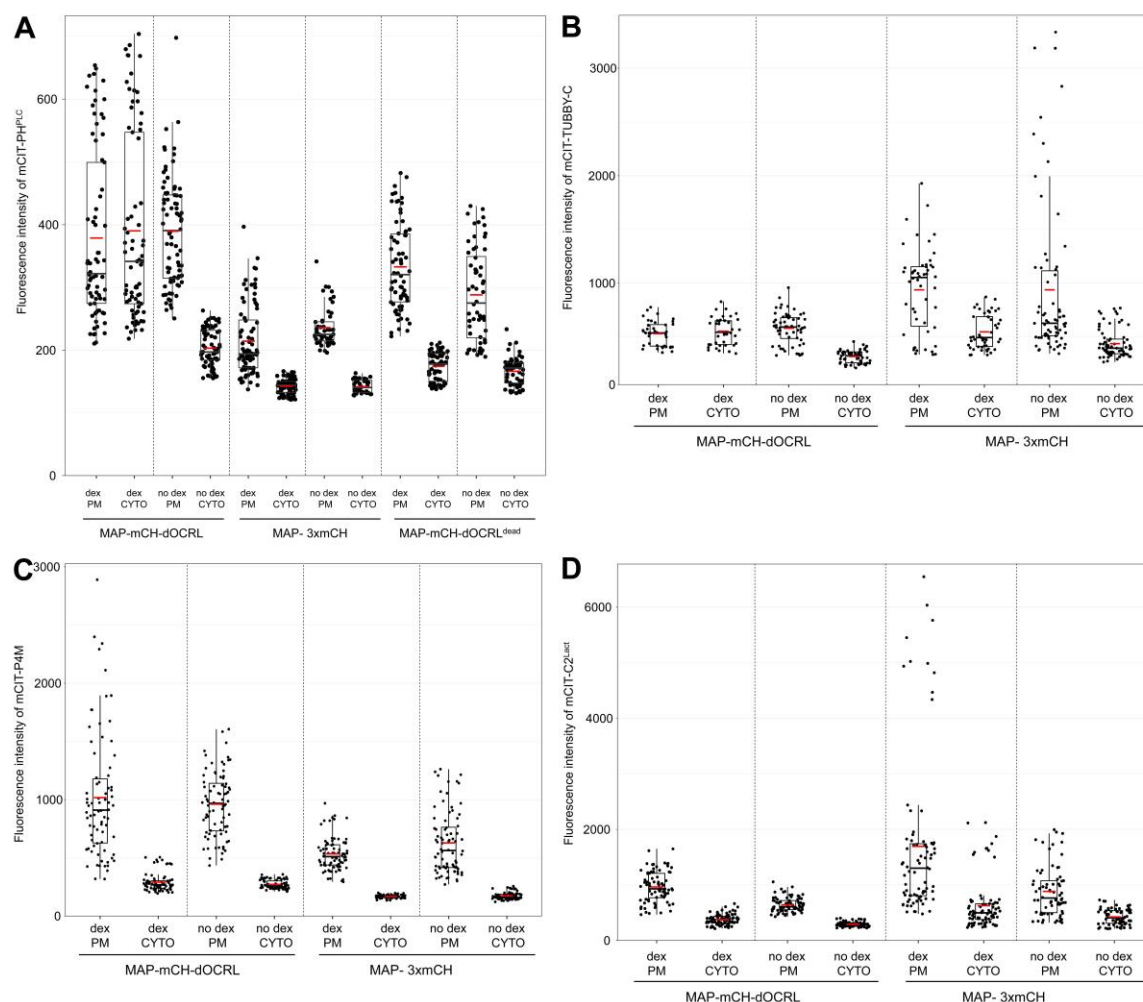 A
Fluorescence intensity of mCIT-PHPLC
600
400
200
0
dex PM
dex CYTO
no dex PM
no dex CYTO
dex PM
dex CYTO
no dex PM
no dex CYTO
dex PM
dex CYTO
no dex PM
no dex CYTO
MAP-mCH-dOCRL
MAP- 3xmCH
MAP-mCH-dOCRLdead
B
Fluorescence intensity of mCIT-TUBBY-C
3000
2000
1000
500
0
dex PM
dex CYTO
no dex PM
no dex CYTO
dex PM
dex CYTO
no dex PM
no dex CYTO
MAP-mCH-dOCRL
MAP- 3xmCH
C
Fluorescence intensity of mCIT-P4M
3000
2000
1000
0
dex PM
dex CYTO
no dex PM
no dex CYTO
dex PM
dex CYTO
no dex PM
no dex CYTO
MAP-mCH-dOCRL
MAP- 3xmCH
D
Fluorescence intensity of mCIT-C2Lact
6000
4000
2000
0
dex PM
dex CYTO
no dex PM
no dex CYTO
dex PM
dex CYTO
no dex PM
no dex CYTO
MAP-mCH-dOCRL
MAP- 3xmCH